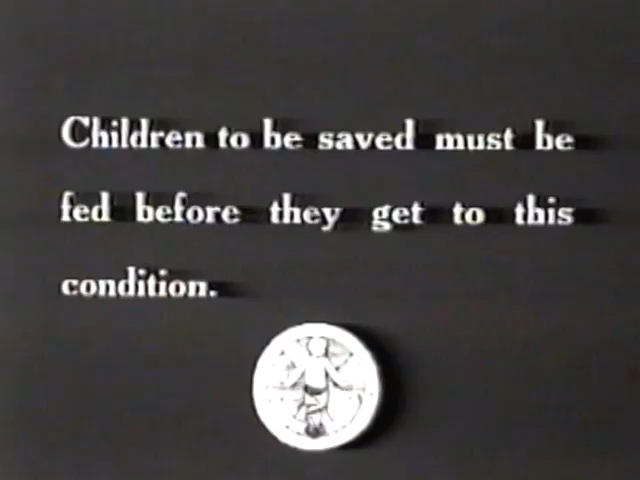 Children to be saved must be
fed before they get to this
condition.